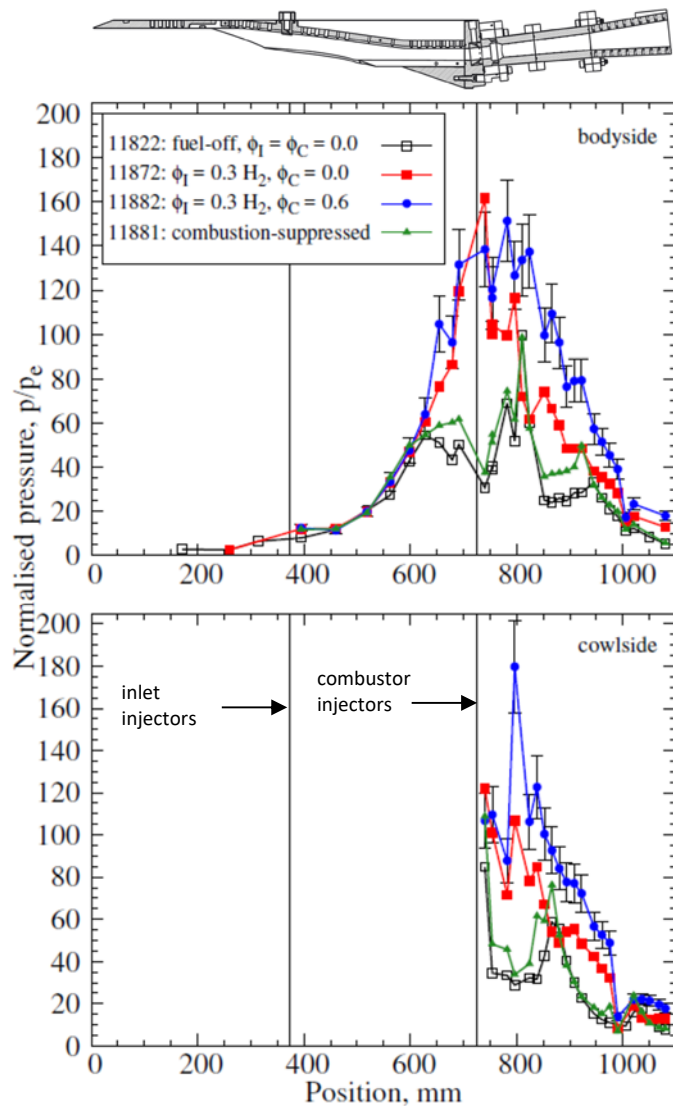 200
180
160
140
120
100
80
60
40
20
0
bodyside
11822: fuel-off, ϕI = ϕC = 0.0
11872: ϕI = 0.3 H2, ϕC = 0.0
11882: ϕI = 0.3 H2, ϕC = 0.6
11881: combustion-suppressed
0 200 400 600 800 1000
Normalised pressure, p/pe
200
180
160
140
120
100
80
60
40
20
0
cowlside
inlet
injectors
combustor
injectors
0 200 400 600 800 1000
Position, mm